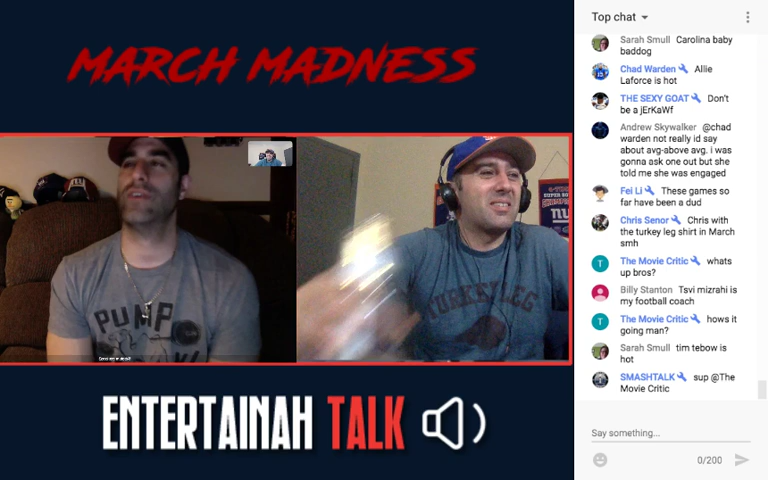 MARCH MADNESS
PUMP
TURKEY LEG
SUPER BO
ny
ENTERTAINAH TALK
Top chat
Sarah Smull Carolina baby
baddog
Chad Warden Allie
Laforce is hot
THE SEXY GOAT Don't
be a jErKaWf
Andrew Skywalker @chad
warden not really id say
about avg-above avg. i was
gonna ask one out but she
told me she was engaged
Fei Li These games so
far have been a dud
Chris Senor Chris with
the turkey leg shirt in March
smh
T The Movie Critic whats
up bros?
Billy Stanton Tsvi mizrahi is
my football coach
T The Movie Critic hows it
going man?
Sarah Smull tim tebow is
hot
SMASHTALK sup @The
Movie Critic
Say something...
0/200